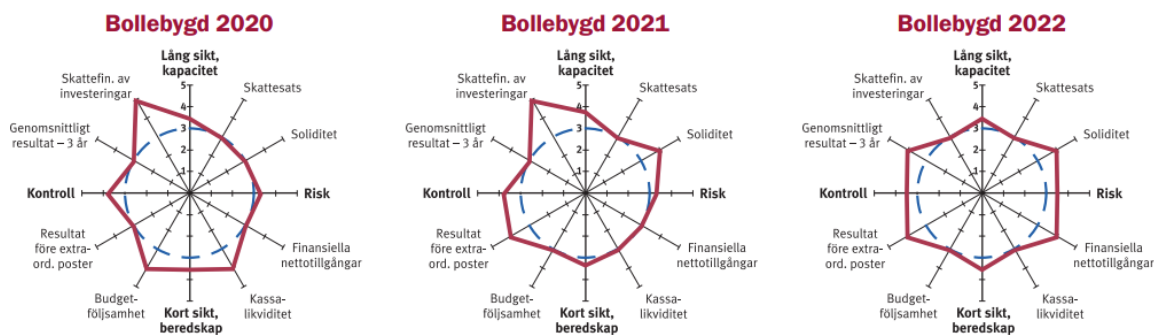 Bollebygd 2020
Lång sikt,
kapacitet
5
4
3
2
1
0
Skattefin. av
investeringar
Skattesats
Genomsnittligt
resultat – 3 år
Soliditet
Kontroll
Risk
Resultat
före extra-
ord. poster
Finansiella
nettotillgångar
Budget-
följsamhet
Kassa-
likviditet
Kort sikt,
beredskap
Bollebygd 2021
Lång sikt,
kapacitet
5
4
3
2
1
0
Skattefin. av
investeringar
Skattesats
Genomsnittligt
resultat – 3 år
Soliditet
Kontroll
Risk
Resultat
före extra-
ord. poster
Finansiella
nettotillgångar
Budget-
följsamhet
Kassa-
likviditet
Kort sikt,
beredskap
Bollebygd 2022
Lång sikt,
kapacitet
5
4
3
2
1
0
Skattefin. av
investeringar
Skattesats
Genomsnittligt
resultat – 3 år
Soliditet
Kontroll
Risk
Resultat
före extra-
ord. poster
Finansiella
nettotillgångar
Budget-
följsamhet
Kassa-
likviditet
Kort sikt,
beredskap